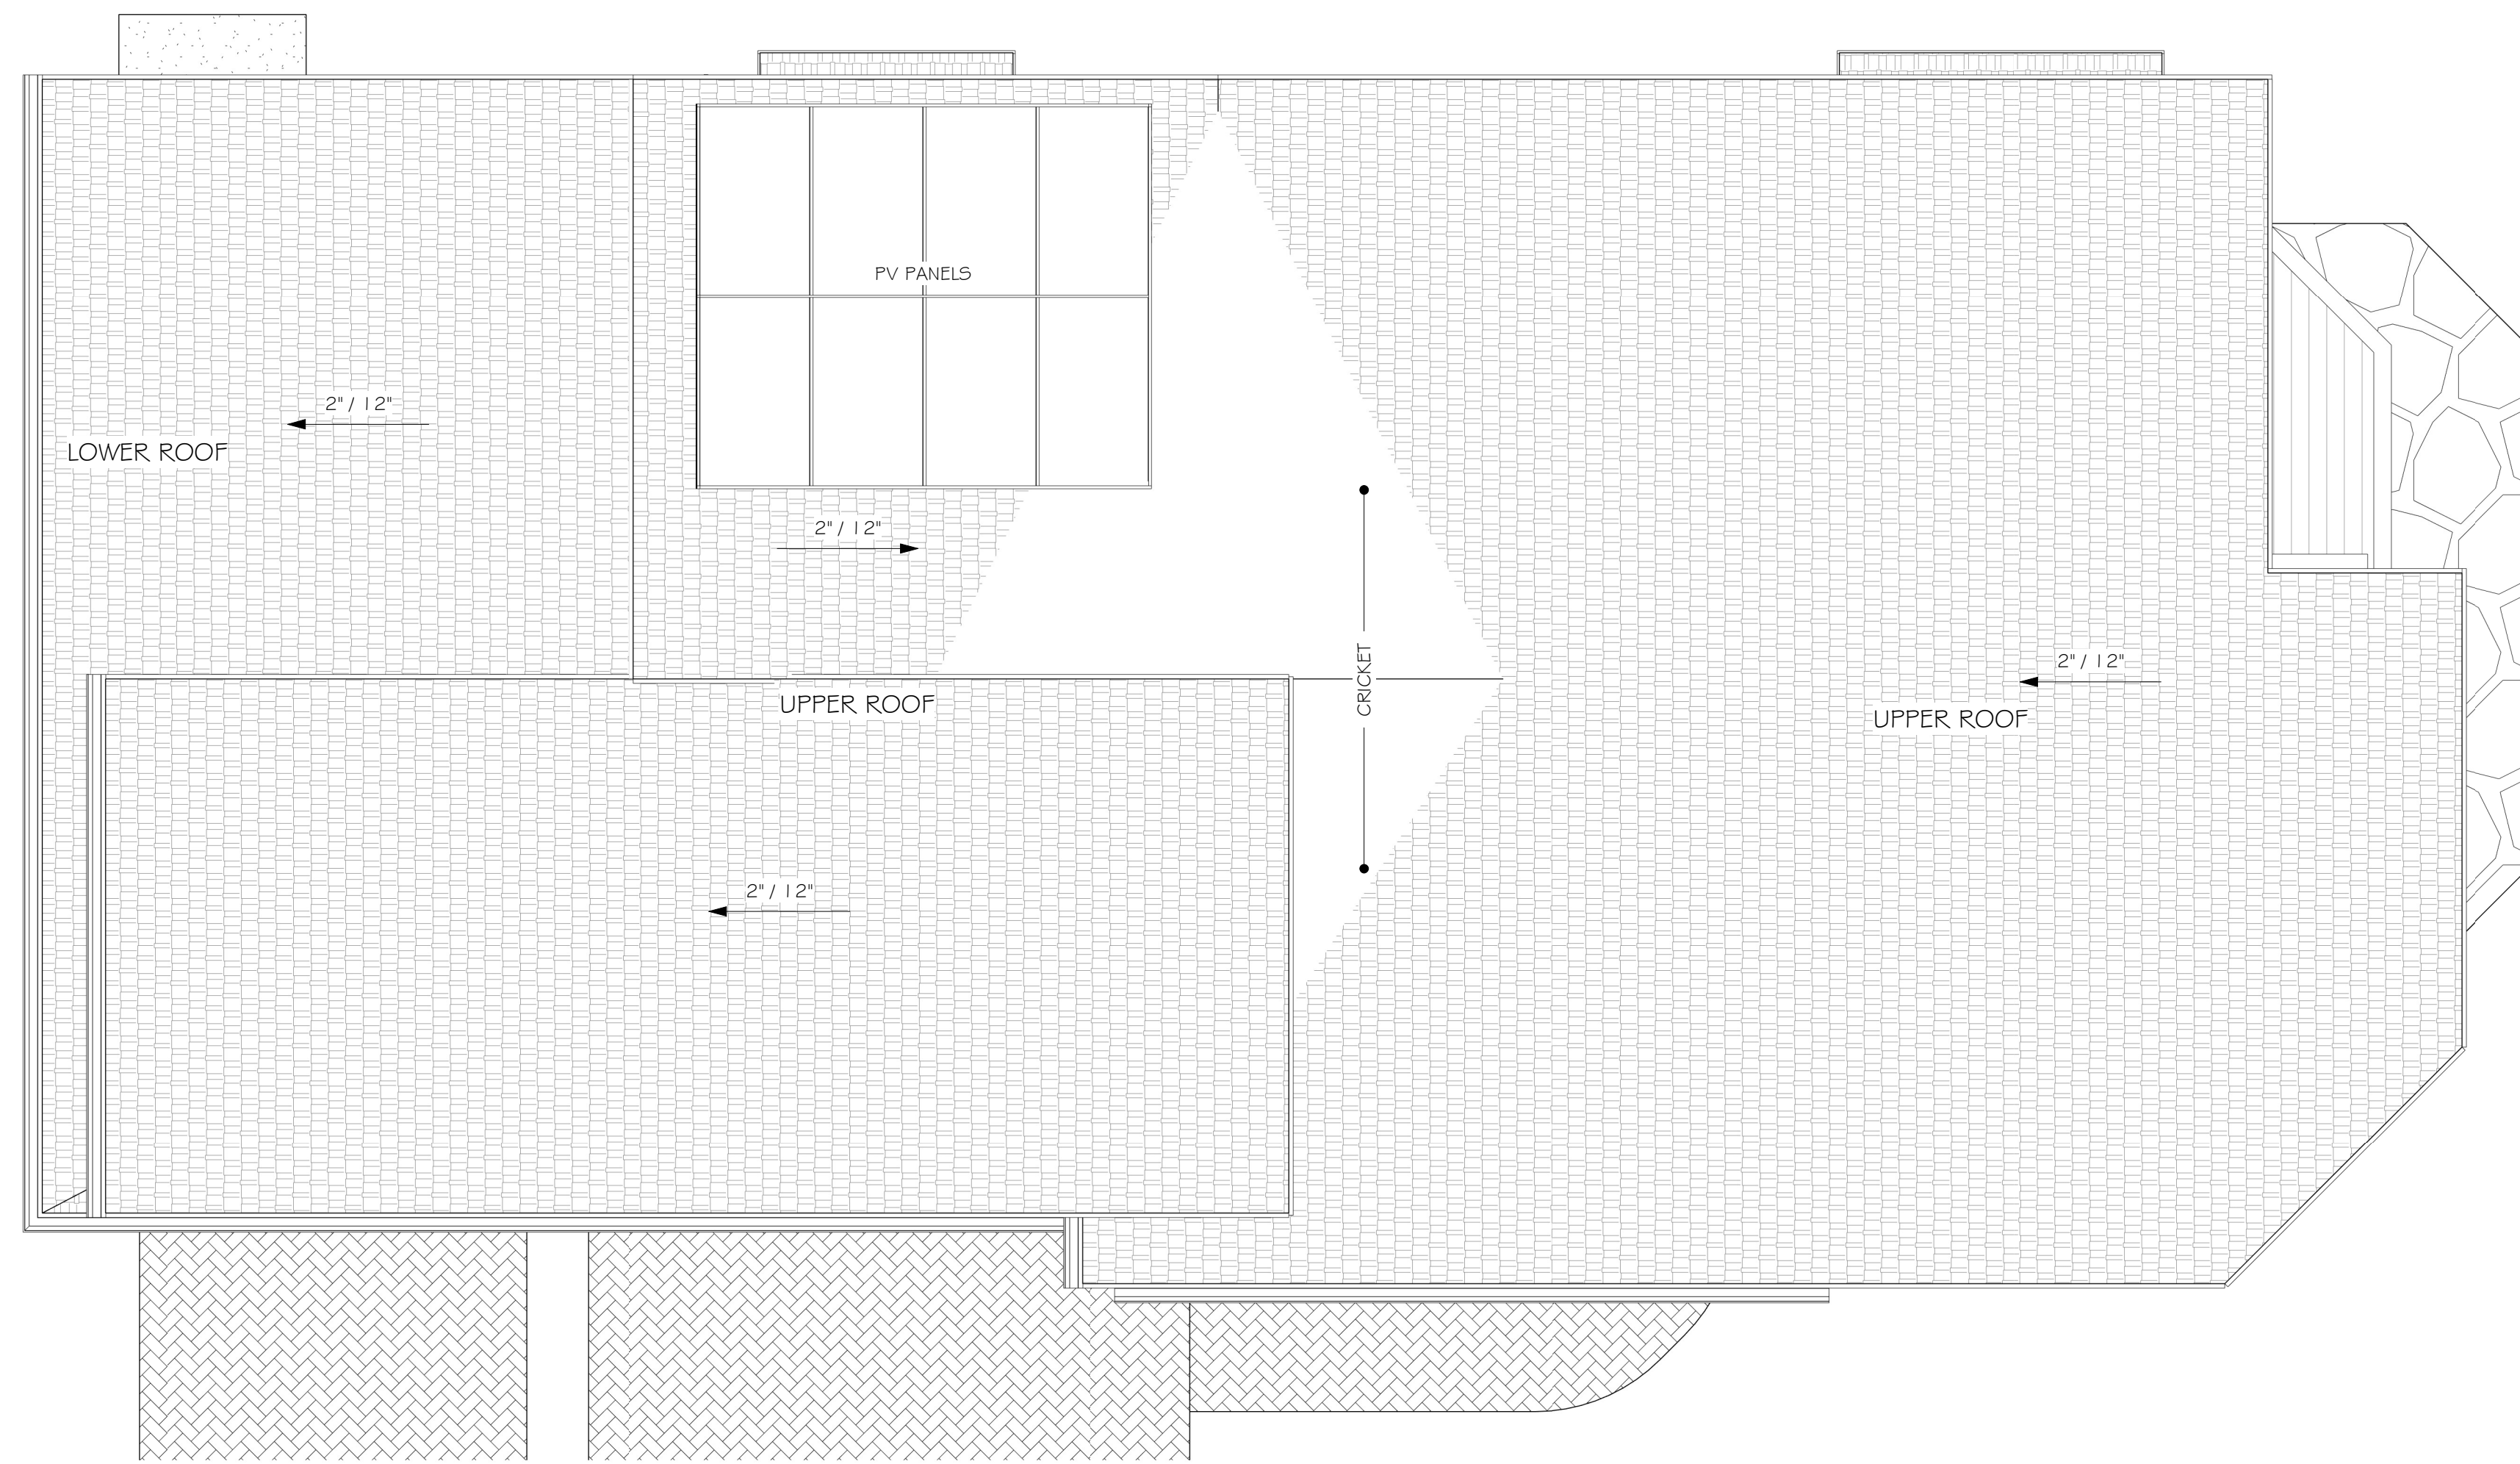 PV PANELS
2" / 12"
LOWER ROOF
2" / 12"
CRICKET
2" / 12"
UPPER ROOF
UPPER ROOF
2" / 12"